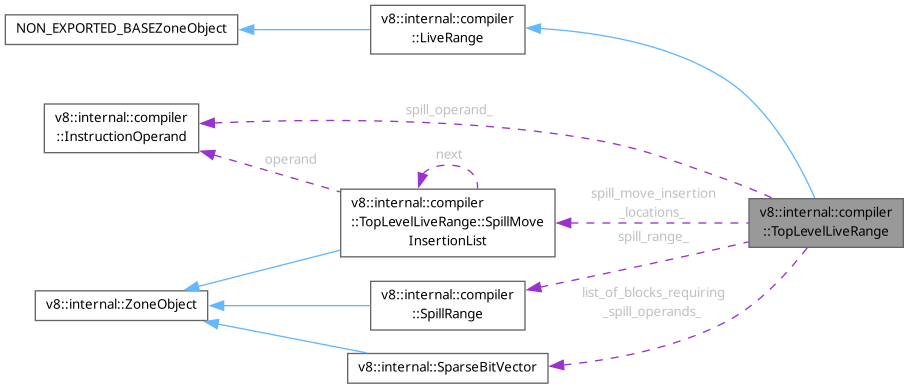 NON_EXPORTED_BASEZoneObject
v8::internal::compiler
::LiveRange
v8::internal::compiler
::InstructionOperand
spill_operand_
operand
next
v8::internal::compiler
::TopLevelLiveRange::SpillMove
InsertionList
spill_move_insertion
_locations_
v8::internal::compiler
::TopLevelLiveRange
spill_range_
v8::internal::ZoneObject
v8::internal::compiler
::SpillRange
list_of_blocks_requiring
_spill_operands_
v8::internal::SparseBitVector